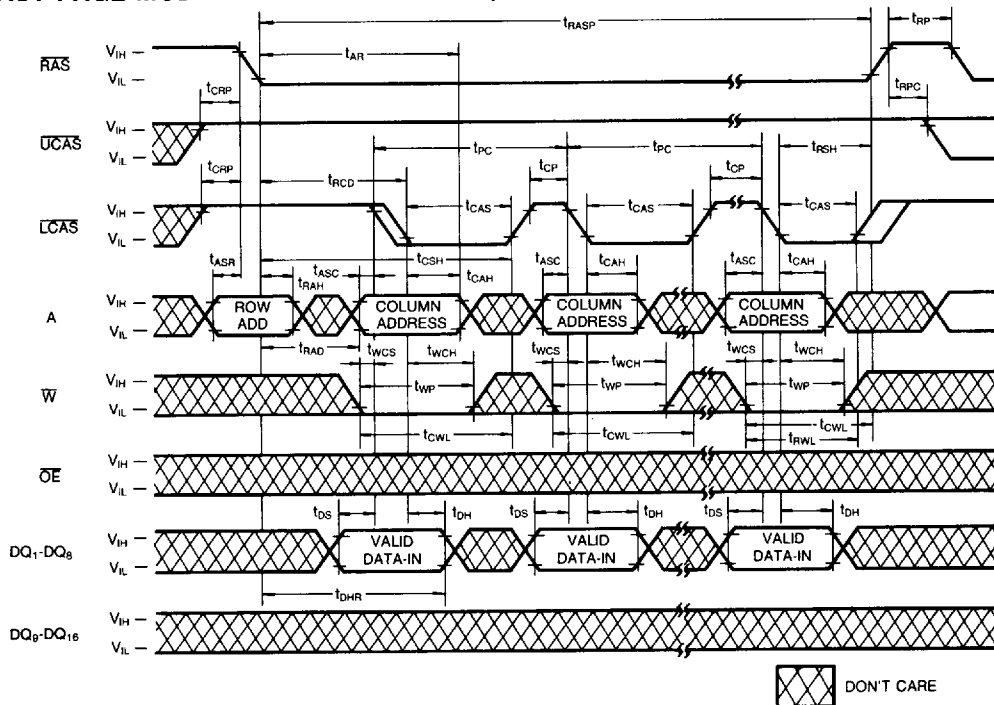 tRASP
tRP
tAR
RAS
VIH
VIL
tCRP
tRPC
UCAS
VIH
VIL
tPC
tPC
tRSH
tCRP
tRCD
tCP
tCP
LCAS
VIH
VIL
tCAS
tCAS
tCAS
tCSH
tASR
tRAH
tASC
tCAH
tASC
tCAH
tASC
tCAH
A
VIH
VIL
ROW
ADD
COLUMN
ADDRESS
COLUMN
ADDRESS
COLUMN
ADDRESS
tRAD
tWCS
tWCH
tWCS
tWCH
tWCS
tWCH
W
VIH
VIL
tWP
tWP
tWP
tCWL
tCWL
tCWL
tRWL
OE
VIH
VIL
tDS
tDH
tDS
tDH
tDS
tDH
DQ1-DQ8
VIH
VIL
VALID
DATA-IN
VALID
DATA-IN
VALID
DATA-IN
tDHR
DQ9-DQ16
VIH
VIL
DON'T CARE